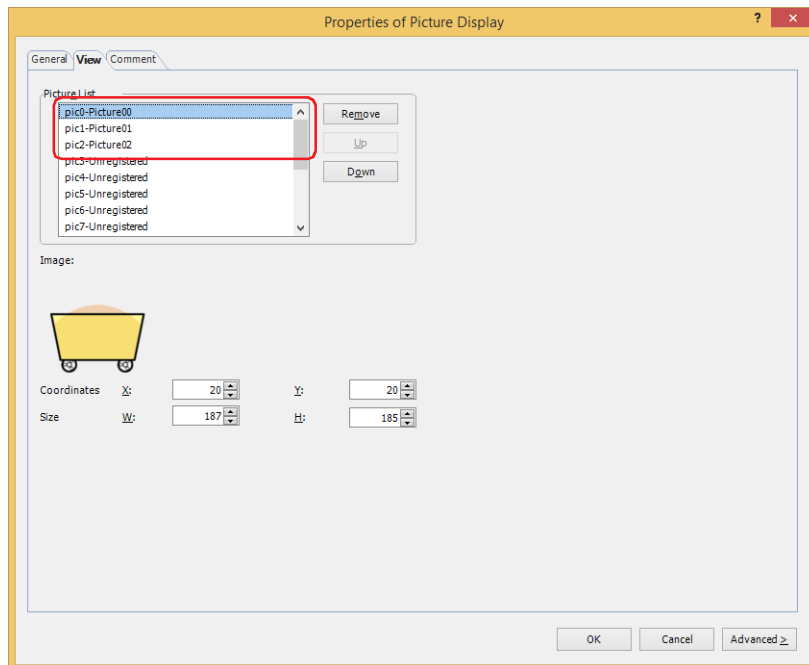 Properties of Picture Display
? ×
General View Comment
Picture List
pic0-Picture00
pic1-Picture01
pic2-Picture02
pic3-Unregistered
pic4-Unregistered
pic5-Unregistered
pic6-Unregistered
pic7-Unregistered
Remove
Up
Down
Image:
Coordinates X: 20 Y: 20
Size W: 187 H: 185
OK Cancel Advanced >